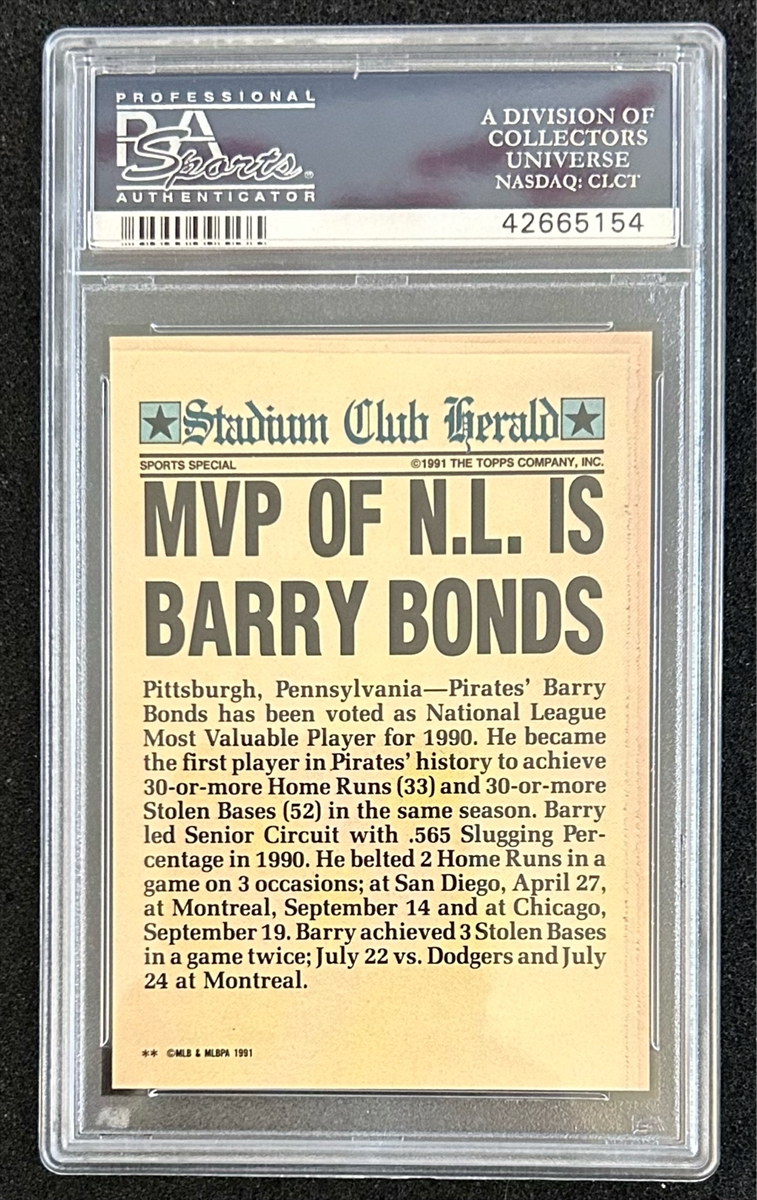 PROFESSIONAL
PSA
Sports®
AUTHENTICATOR
A DIVISION OF
COLLECTORS
UNIVERSE
NASDAQ: CLCT
42665154
Stadium Club Herald
SPORTS SPECIAL ©1991 THE TOPPS COMPANY, INC.
MVP OF N.L. IS
BARRY BONDS
Pittsburgh, Pennsylvania—Pirates' Barry
Bonds has been voted as National League
Most Valuable Player for 1990. He became
the first player in Pirates' history to achieve
30-or-more Home Runs (33) and 30-or-more
Stolen Bases (52) in the same season. Barry
led Senior Circuit with .565 Slugging Per-
centage in 1990. He belted 2 Home Runs in a
game on 3 occasions; at San Diego, April 27,
at Montreal, September 14 and at Chicago,
September 19. Barry achieved 3 Stolen Bases
in a game twice; July 22 vs. Dodgers and July
24 at Montreal.
** ©MLB & MLBPA 1991